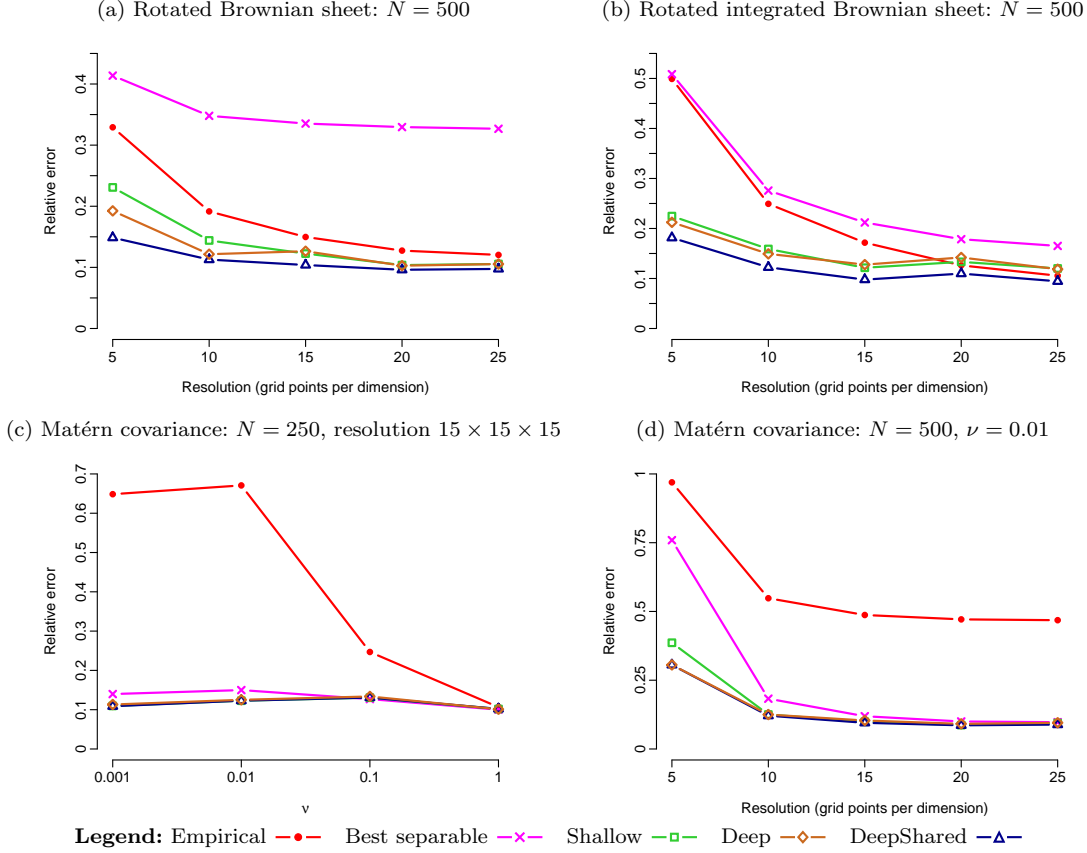 (a) Rotated Brownian sheet: N = 500
(b) Rotated integrated Brownian sheet: N = 500
Relative error
0 0.1 0.2 0.3 0.4
5 10 15 20 25
Resolution (grid points per dimension)
Relative error
0 0.1 0.2 0.3 0.4 0.5
5 10 15 20 25
Resolution (grid points per dimension)
(c) Matérn covariance: N = 250, resolution 15 × 15 × 15
(d) Matérn covariance: N = 500, ν = 0.01
Relative error
0 0.1 0.2 0.3 0.4 0.5 0.6 0.7
0.001 0.01 0.1 1
ν
Relative error
0 0.25 0.5 0.75 1
5 10 15 20 25
Resolution (grid points per dimension)
Legend: Empirical Best separable Shallow Deep DeepShared